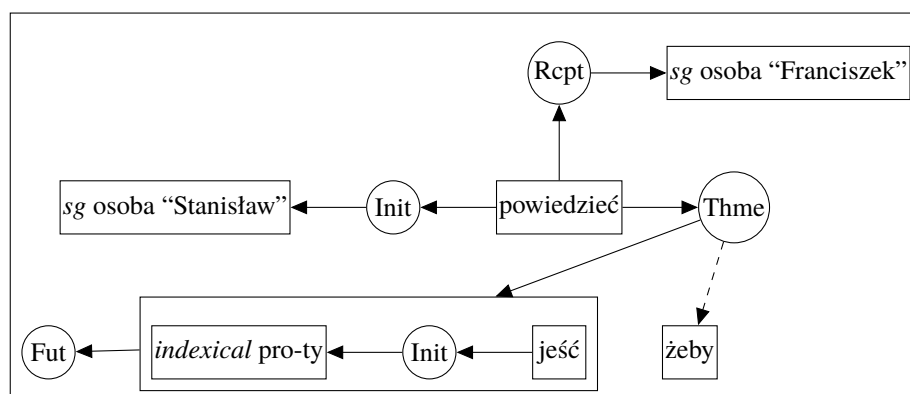 Rcpt
sg osoba “Franciszek”
sg osoba “Stanisław”
Init
powiedzieć
Thme
Fut
indexical pro-ty
Init
jeść
żeby